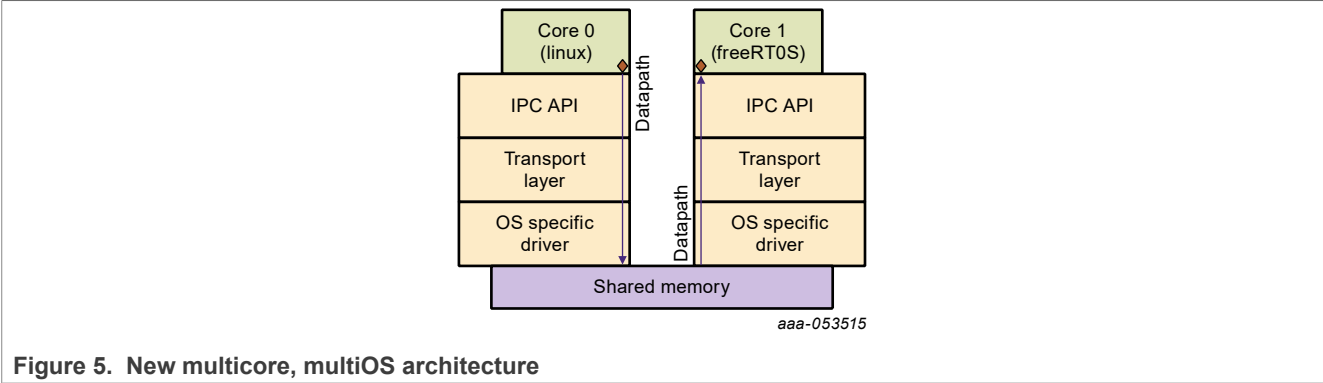 Core 0
(linux)
Datapath
IPC API
Transport
layer
OS specific
driver
Core 1
(freeRT0S)
Datapath
IPC API
Transport
layer
OS specific
driver
Shared memory
aaa-053515
Figure 5. New multicore, multiOS architecture